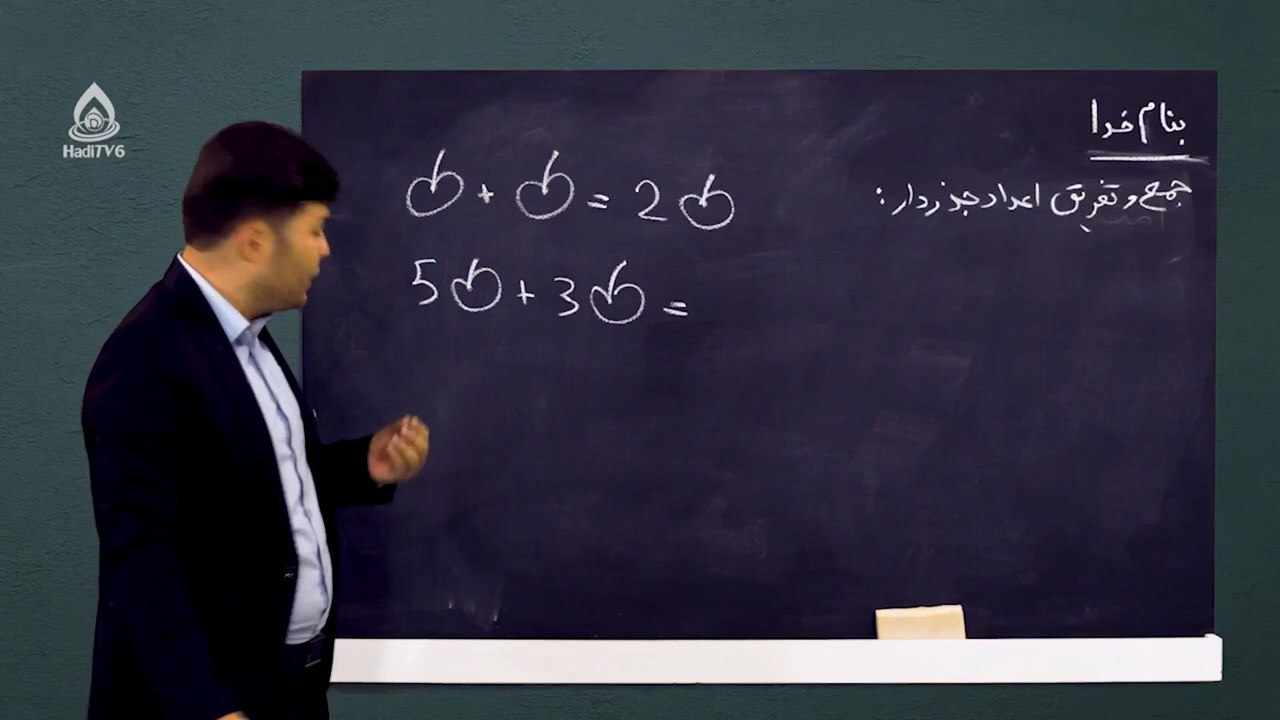 HadiTV6
بنام خدا
جمع و تفریق اعداد جذردار :
+ = 2
5 + 3 =